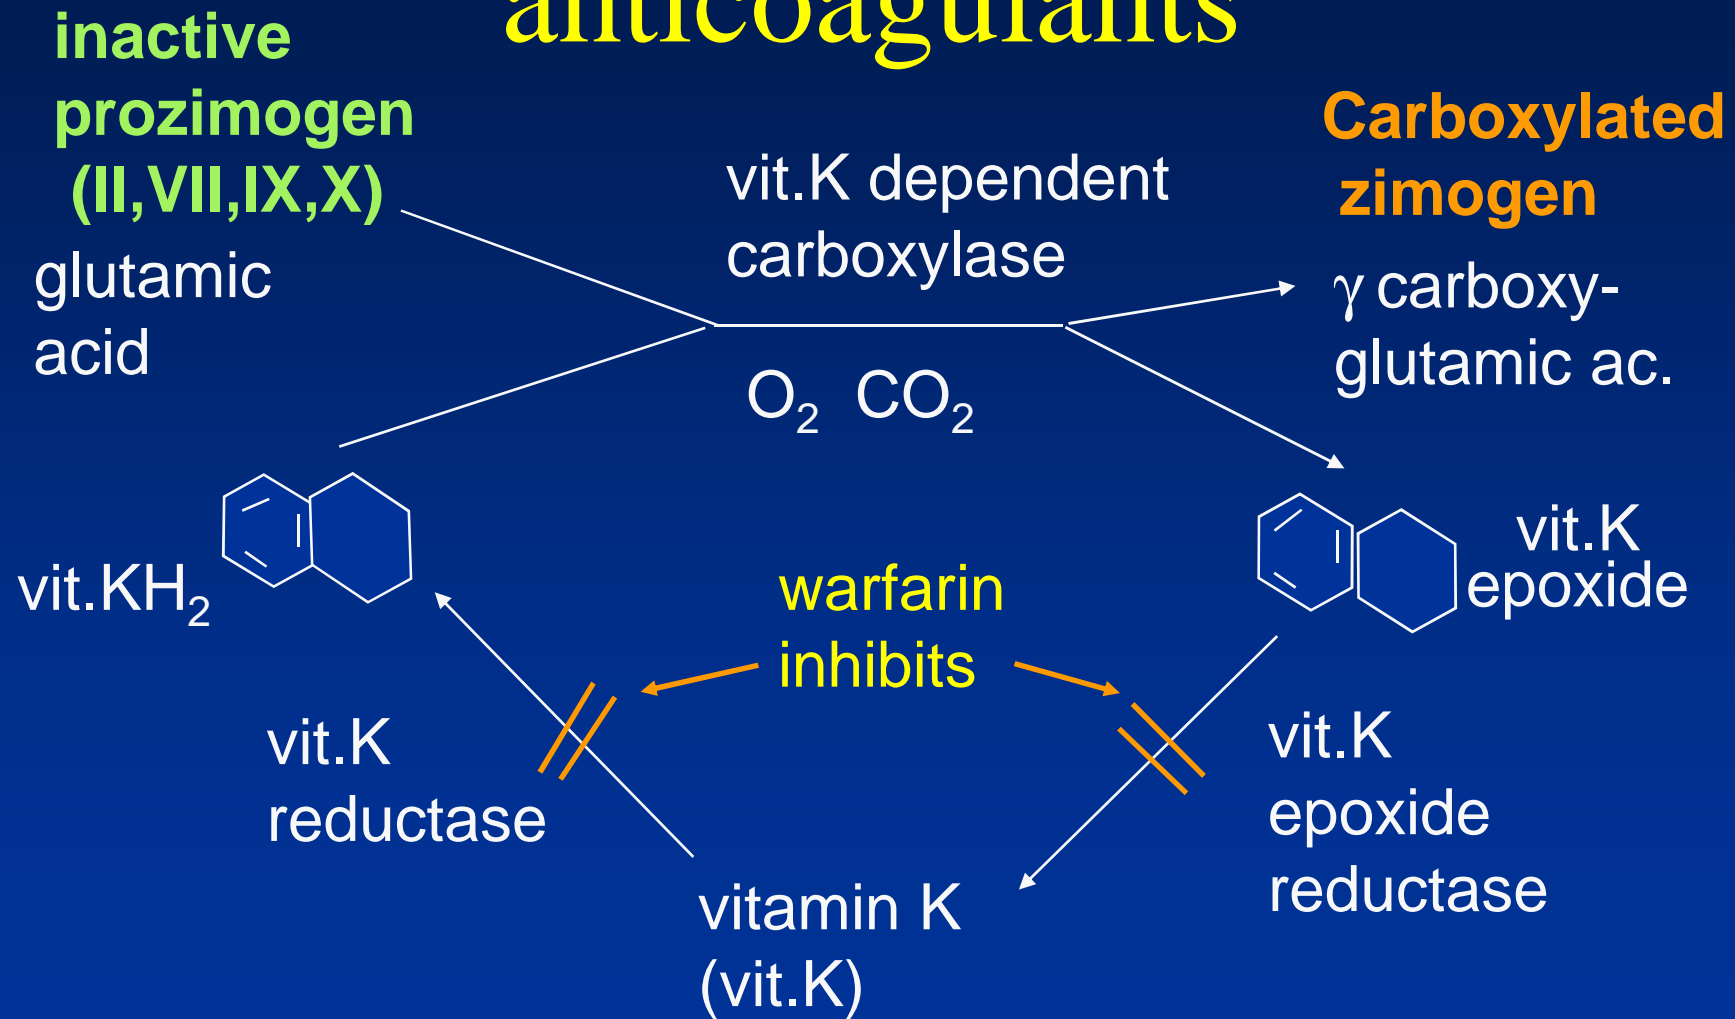 anticoagulants
inactive
prozimogen
(II,VII,IX,X)
glutamic
acid
vit.K dependent
carboxylase
O₂ CO₂
Carboxylated
zimogen
γ carboxy-
glutamic ac.
vit.KH₂
warfarin
inhibits
vit.K
epoxide
vit.K
reductase
vit.K
epoxide
reductase
vitamin K
(vit.K)